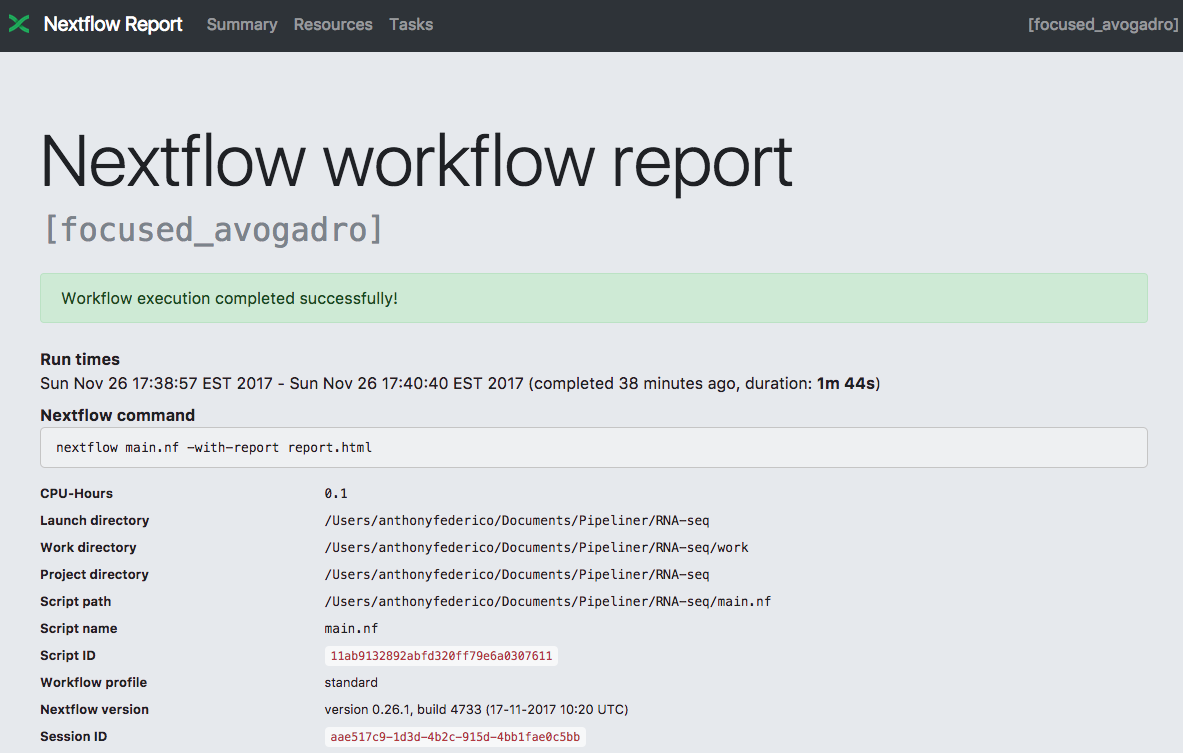 Nextflow Report Summary Resources Tasks [focused_avogadro]
Nextflow workflow report
[focused_avogadro]
Workflow execution completed successfully!
Run times
Sun Nov 26 17:38:57 EST 2017 - Sun Nov 26 17:40:40 EST 2017 (completed 38 minutes ago, duration: 1m 44s)
Nextflow command
nextflow main.nf -with-report report.html
CPU-Hours 0.1
Launch directory /Users/anthonyfederico/Documents/Pipeliner/RNA-seq
Work directory /Users/anthonyfederico/Documents/Pipeliner/RNA-seq/work
Project directory /Users/anthonyfederico/Documents/Pipeliner/RNA-seq
Script path /Users/anthonyfederico/Documents/Pipeliner/RNA-seq/main.nf
Script name main.nf
Script ID 11ab9132892abfd320ff79e6a0307611
Workflow profile standard
Nextflow version version 0.26.1, build 4733 (17-11-2017 10:20 UTC)
Session ID aae517c9-1d3d-4b2c-915d-4bb1fae0c5bb